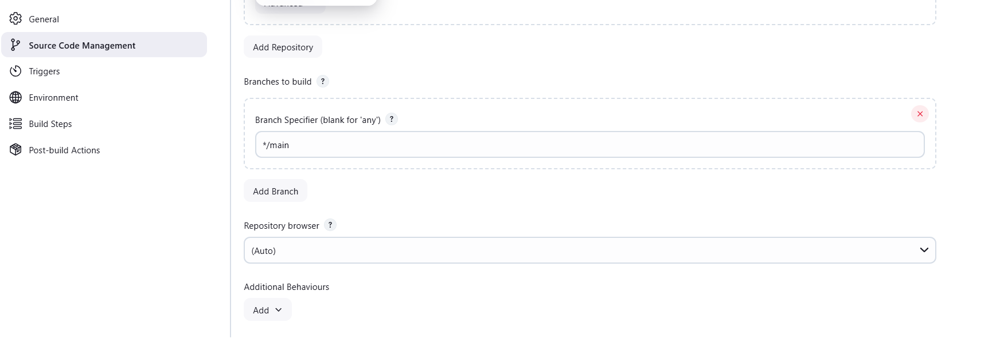 General
Source Code Management
Triggers
Environment
Build Steps
Post-build Actions
Add Repository
Branches to build ?
Branch Specifier (blank for 'any') ?
*/main
Add Branch
Repository browser ?
(Auto)
Additional Behaviours
Add